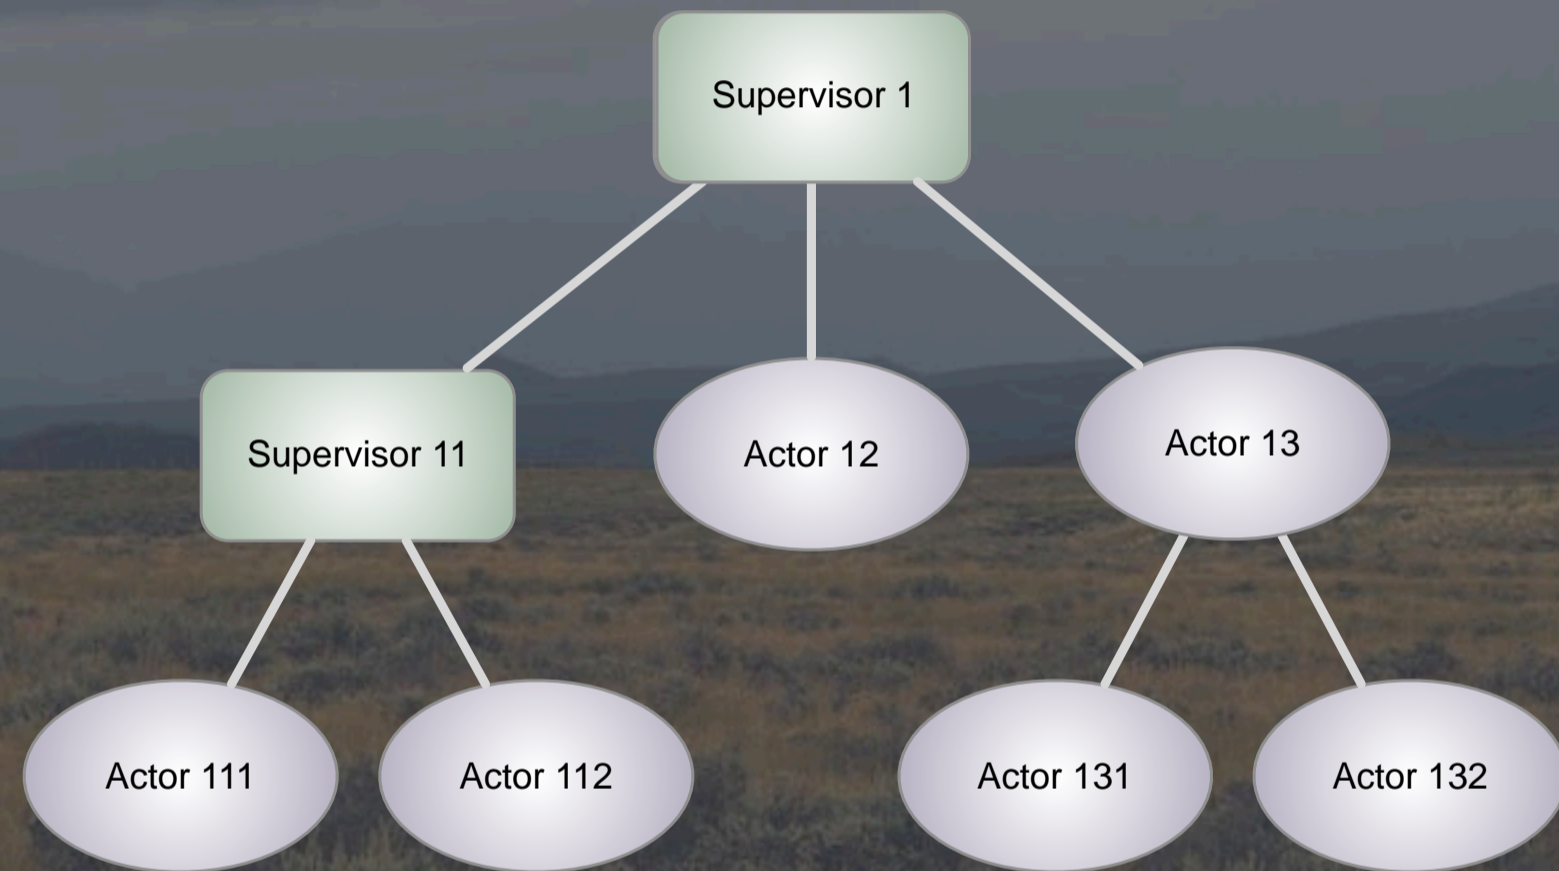 Supervisor 1
Supervisor 11
Actor 12
Actor 13
Actor 111
Actor 112
Actor 131
Actor 132